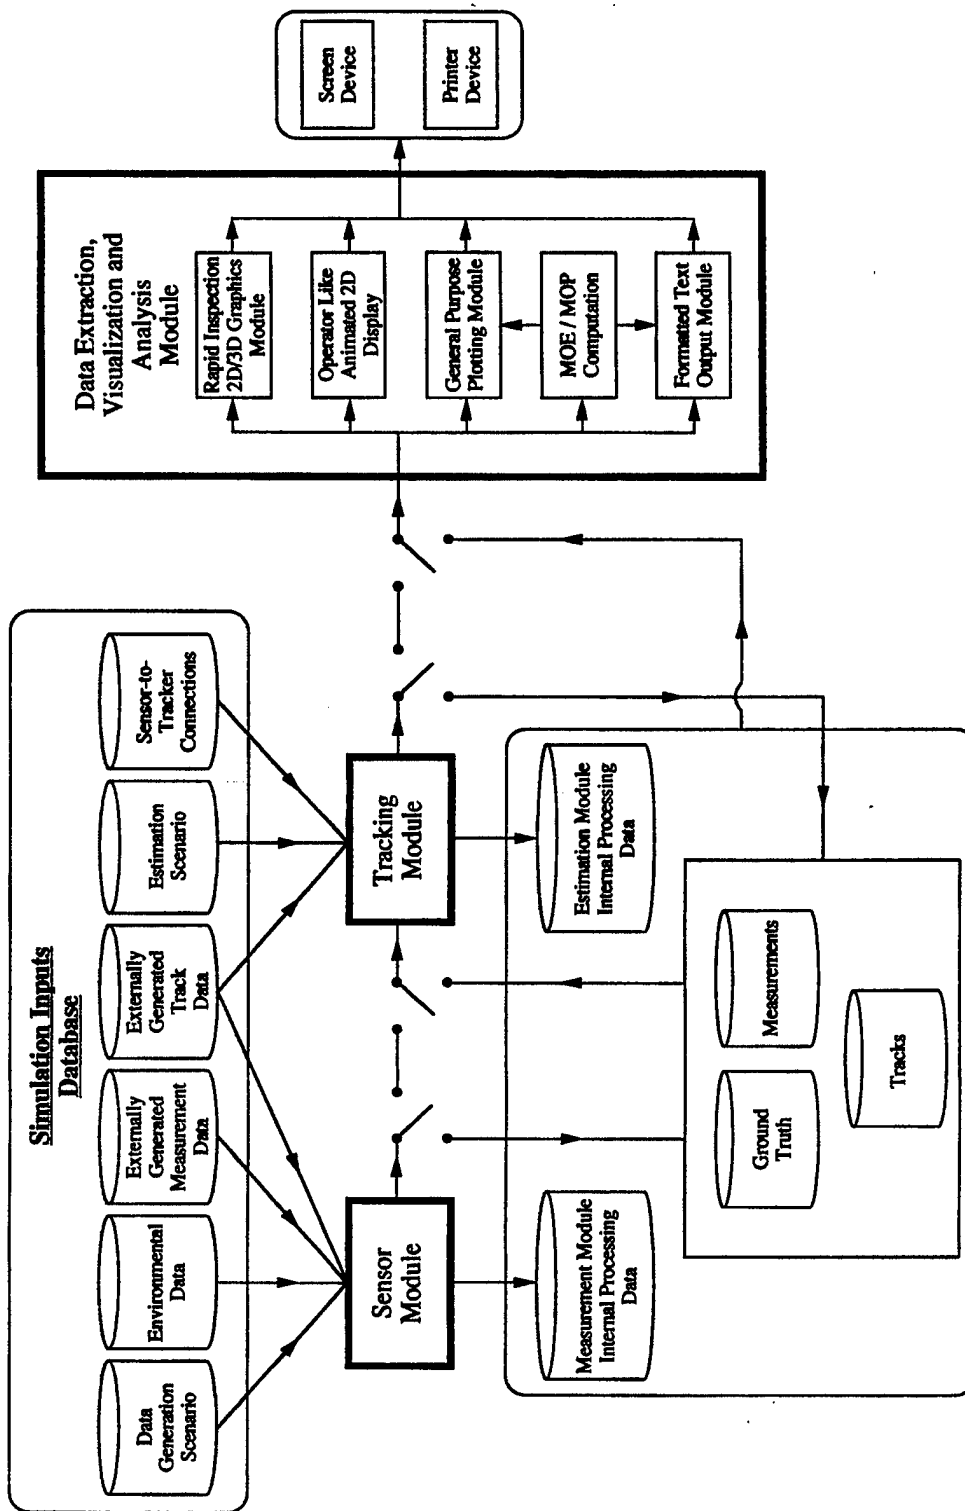 Simulation Inputs
Database
Data
Generation
Scenario
Environmental
Data
Externally
Generated
Measurement
Data
Externally
Generated
Track
Data
Estimation
Scenario
Sensor-to-
Tracker
Connections
Sensor
Module
Tracking
Module
Measurement Module
Internal Processing
Data
Estimation Module
Internal Processing
Data
Ground
Truth
Measurements
Tracks
Data Extraction,
Visualization and
Analysis
Module
Rapid Inspection
2D/3D Graphics
Module
Operator Like
Animated 2D
Display
General Purpose
Plotting Module
MOE / MOP
Computation
Formatted Text
Output Module
Screen
Device
Printer
Device